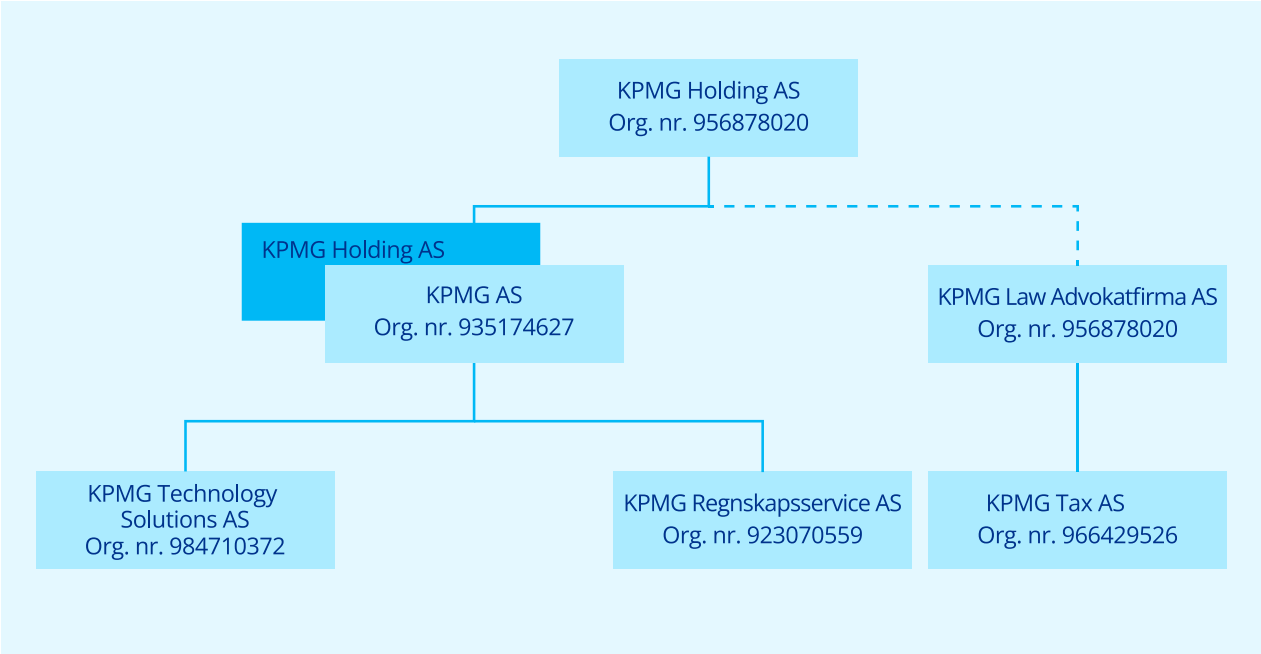 KPMG Holding AS
Org. nr. 956878020
KPMG Holding AS
KPMG AS
Org. nr. 935174627
KPMG Law Advokatfirma AS
Org. nr. 956878020
KPMG Technology
Solutions AS
Org. nr. 984710372
KPMG Regnskapsservice AS
Org. nr. 923070559
KPMG Tax AS
Org. nr. 966429526